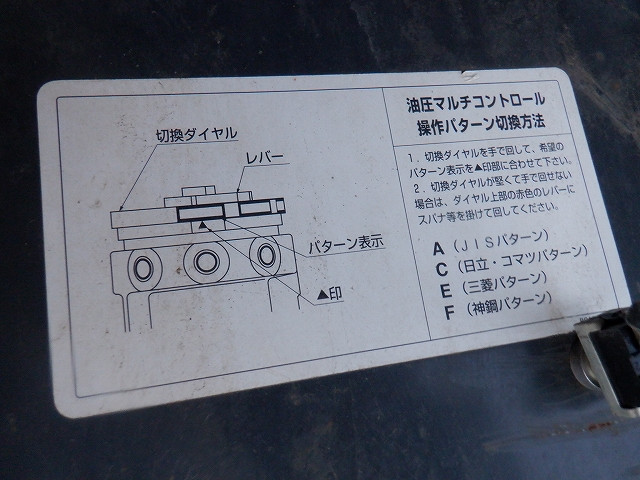 油圧マルチコントロール
操作パターン切換方法
1．切換ダイヤルを手で回して、希望の
パターン表示を▲印部に合わせて下さい。
2．切換ダイヤルが堅くて手で回せない
場合は、ダイヤル上部の赤色のレバーに
スパナ等を掛けて回してください。
A（JISパターン）
C（日立・コマツパターン）
E（三菱パターン）
F（神鋼パターン）
切換ダイヤル
レバー
パターン表示
▲印